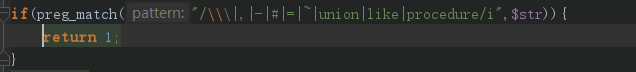 if(preg_match( pattern: "/\\\|,|-|#|=|~|union|like|procedure/i",$str)){
return 1;
}